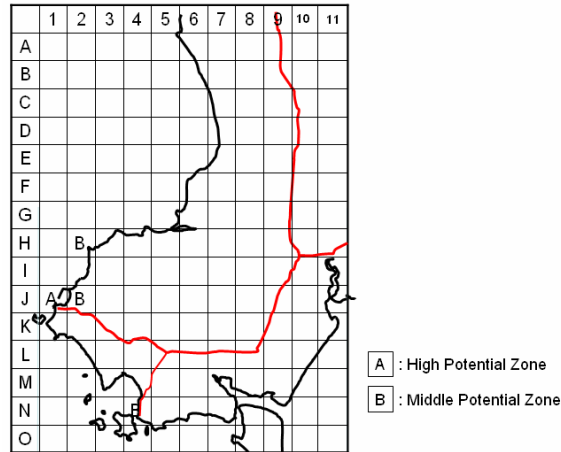 1 2 3 4 5 6 7 8 9 10 11
A
B
C
D
E
F
G
H B
I
J A B
K
L
M
N
O
A : High Potential Zone
B : Middle Potential Zone